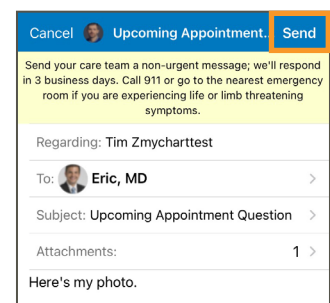 Cancel Upcoming Appointment.. Send
Send your care team a non-urgent message; we'll respond
in 3 business days. Call 911 or go to the nearest emergency
room if you are experiencing life or limb threatening
symptoms.
Regarding: Tim Zmycharttest
To: Eric, MD
Subject: Upcoming Appointment Question
Attachments: 1
Here's my photo.